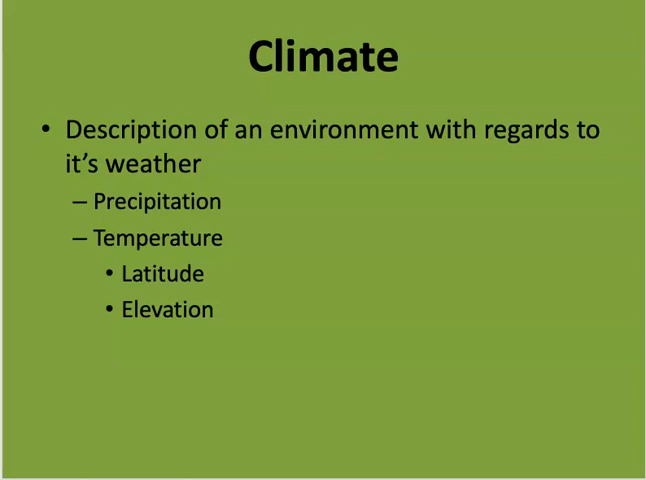 Climate
• Description of an environment with regards to
it's weather
– Precipitation
– Temperature
• Latitude
• Elevation